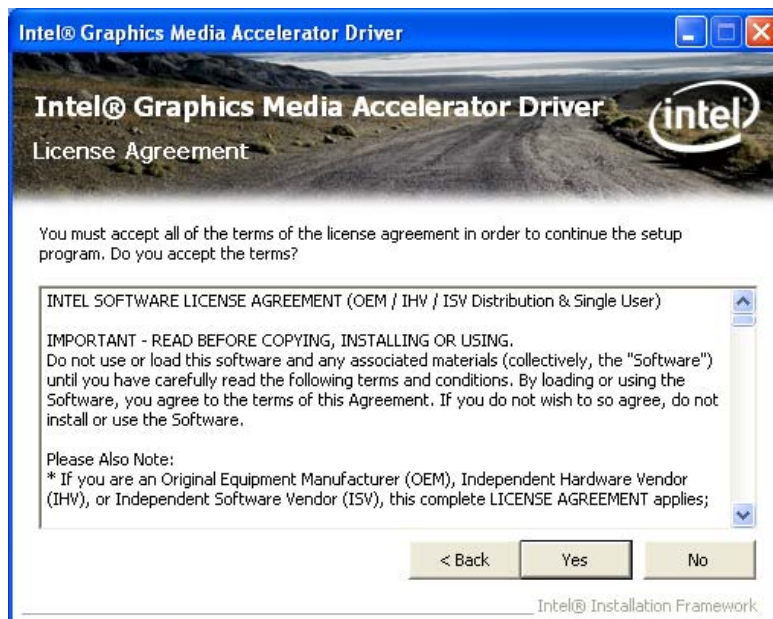 Intel® Graphics Media Accelerator Driver
Intel® Graphics Media Accelerator Driver
intel
License Agreement
You must accept all of the terms of the license agreement in order to continue the setup
program. Do you accept the terms?
INTEL SOFTWARE LICENSE AGREEMENT (OEM / IHV / ISV Distribution & Single User)
IMPORTANT - READ BEFORE COPYING, INSTALLING OR USING.
Do not use or load this software and any associated materials (collectively, the "Software")
until you have carefully read the following terms and conditions. By loading or using the
Software, you agree to the terms of this Agreement. If you do not wish to so agree, do not
install or use the Software.
Please Also Note:
* If you are an Original Equipment Manufacturer (OEM), Independent Hardware Vendor
(IHV), or Independent Software Vendor (ISV), this complete LICENSE AGREEMENT applies;
< Back Yes No
Intel® Installation Framework